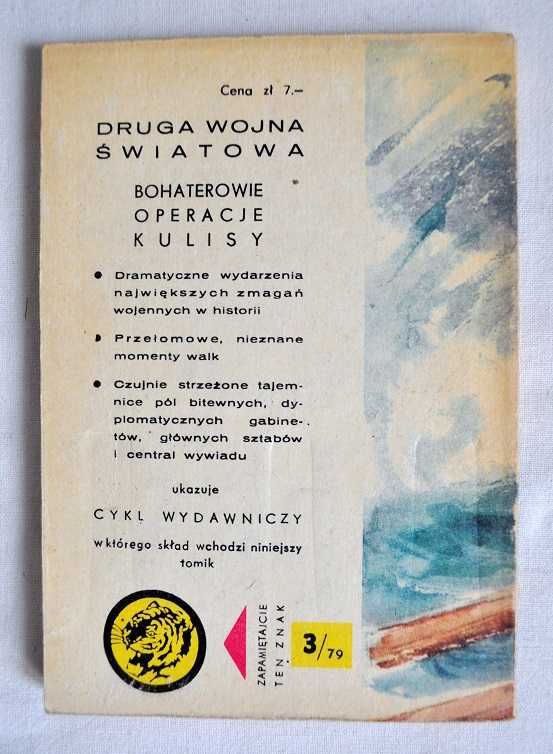 Cena zł 7.—
DRUGA WOJNA
ŚWIATOWA
BOHATEROWIE
OPERACJE
KULISY
● Dramatyczne wydarzenia
największych zmagań
wojennych w historii
● Przełomowe, nieznane
momenty walk
● Czujnie strzeżone tajem-
nice pól bitewnych, dy-
plomatycznych gabine-
tów, głównych sztabów
i central wywiadu
ukazuje
CYKL WYDAWNICZY
w którego skład wchodzi niniejszy
tomik
ZAPAMIĘTAJCIE
TEN ZNAK
3/79